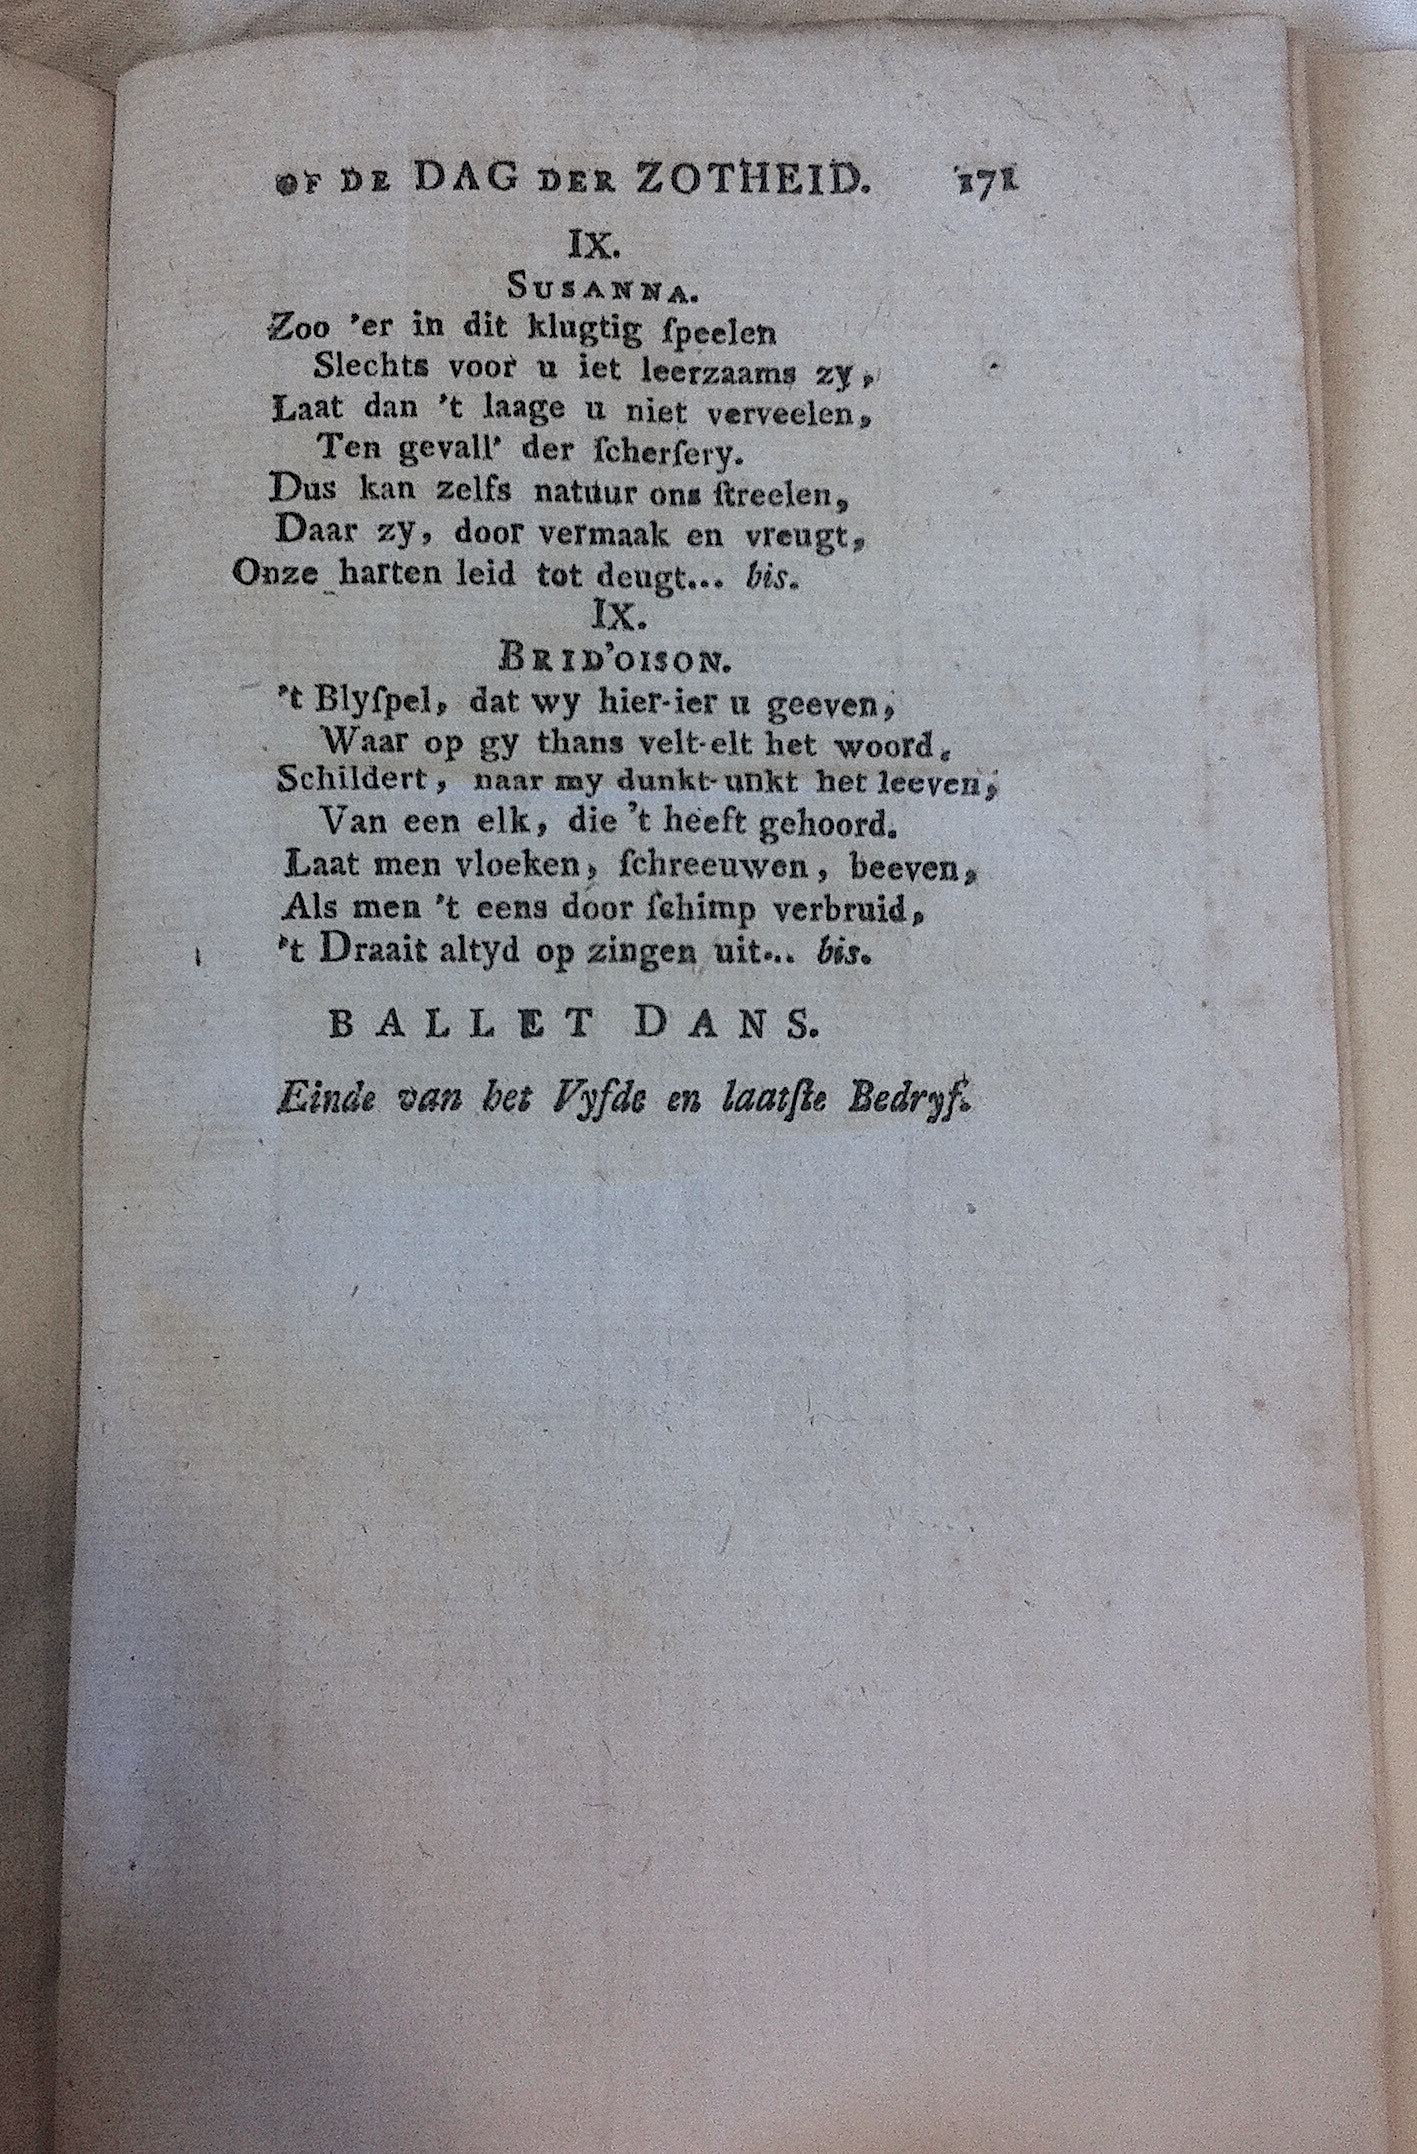 OF DE DAG DER ZOTHEID. 171
IX.
SUSANNA.
Zoo 'er in dit klugtig ſpeelen
Slechts voor u iet leerzaams zy,
Laat dan 't laage u niet verveelen,
Ten gevall' der ſcherſery.
Dus kan zelfs natuur ons ſtreelen,
Daar zy, door vermaak en vreugt,
Onze harten leid tot deugt... bis.
IX.
BRID'OISON.
't Blyſpel, dat wy hier-ier u geeven,
Waar op gy thans velt-elt het woord.
Schildert, naar my dunkt-unkt het leeven,
Van een elk, die 't heeft gehoord.
Laat men vloeken, ſchreeuwen, beeven,
Als men 't eens door ſchimp verbruid,
't Draait altyd op zingen uit... bis.
BALLET DANS.
Einde van het Vyfde en laatſte Bedryf.